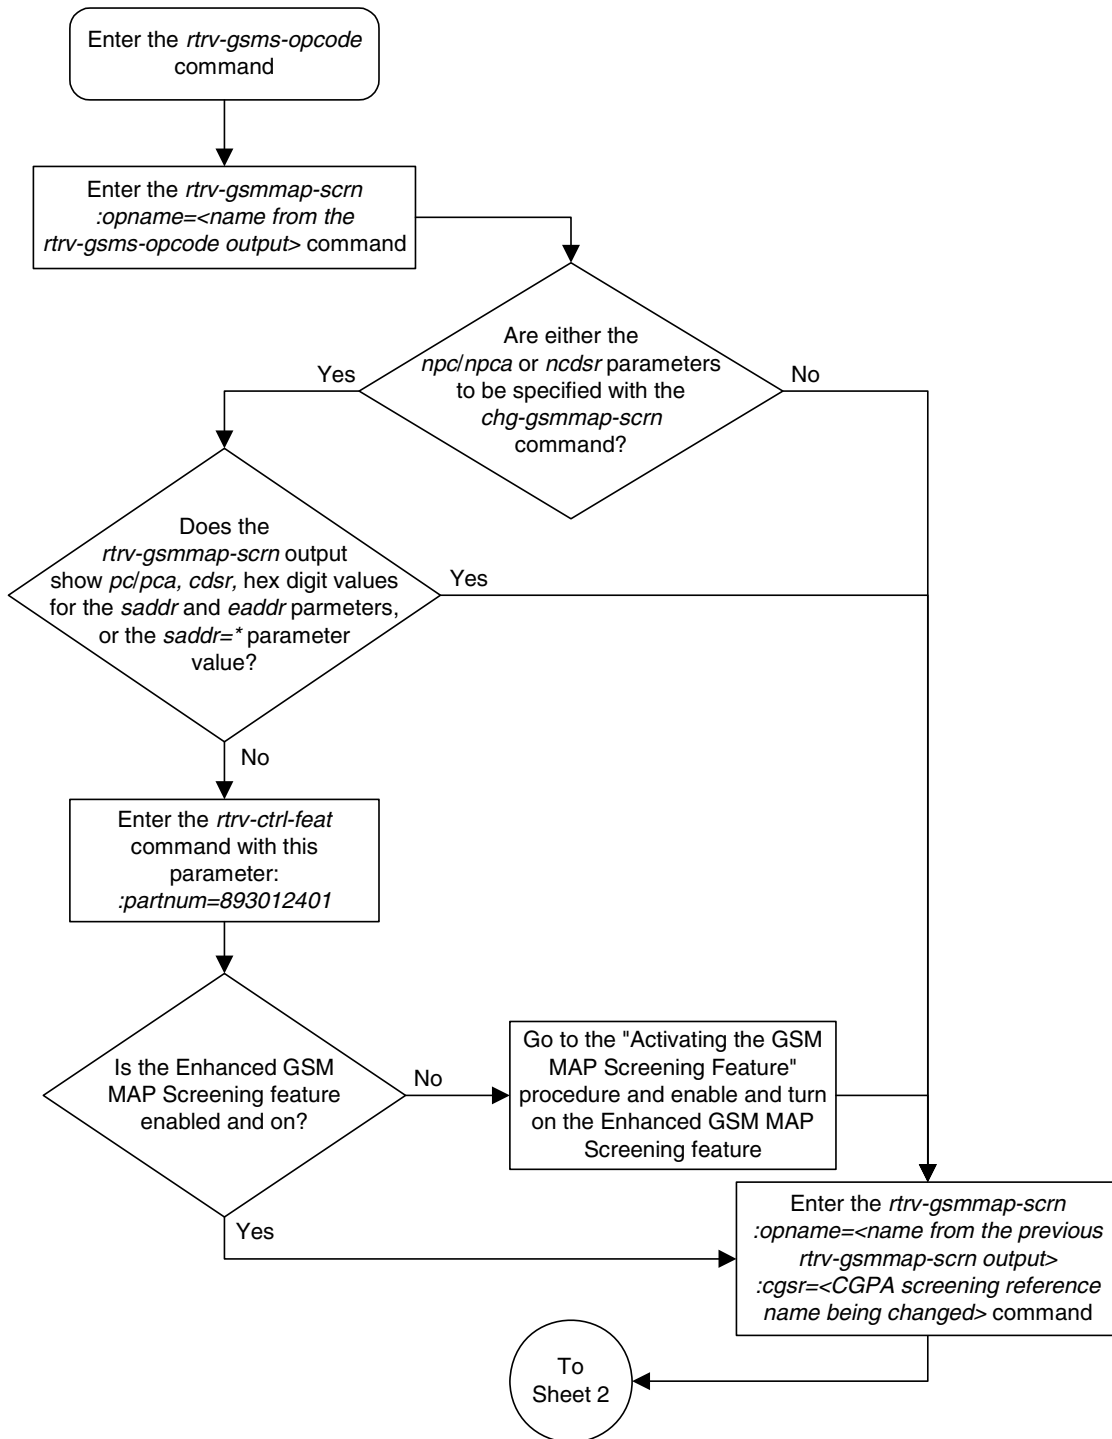 Enter the rtrv-gsms-opcode
command
Enter the rtrv-gsmmap-scrn
:opname=<name from the
rtrv-gsms-opcode output> command
Are either the
npc/npca or ncdsr parameters
to be specified with the
chg-gsmmap-scrn
command?
Yes
No
Does the
rtrv-gsmmap-scrn output
show pc/pca, cdsr, hex digit values
for the saddr and eaddr parmeters,
or the saddr=* parameter
value?
Yes
No
Enter the rtrv-ctrl-feat
command with this
parameter:
:partnum=893012401
Is the Enhanced GSM
MAP Screening feature
enabled and on?
No
Yes
Go to the "Activating the GSM
MAP Screening Feature"
procedure and enable and turn
on the Enhanced GSM MAP
Screening feature
Enter the rtrv-gsmmap-scrn
:opname=<name from the previous
rtrv-gsmmap-scrn output>
:cgsr=<CGPA screening reference
name being changed> command
To
Sheet 2